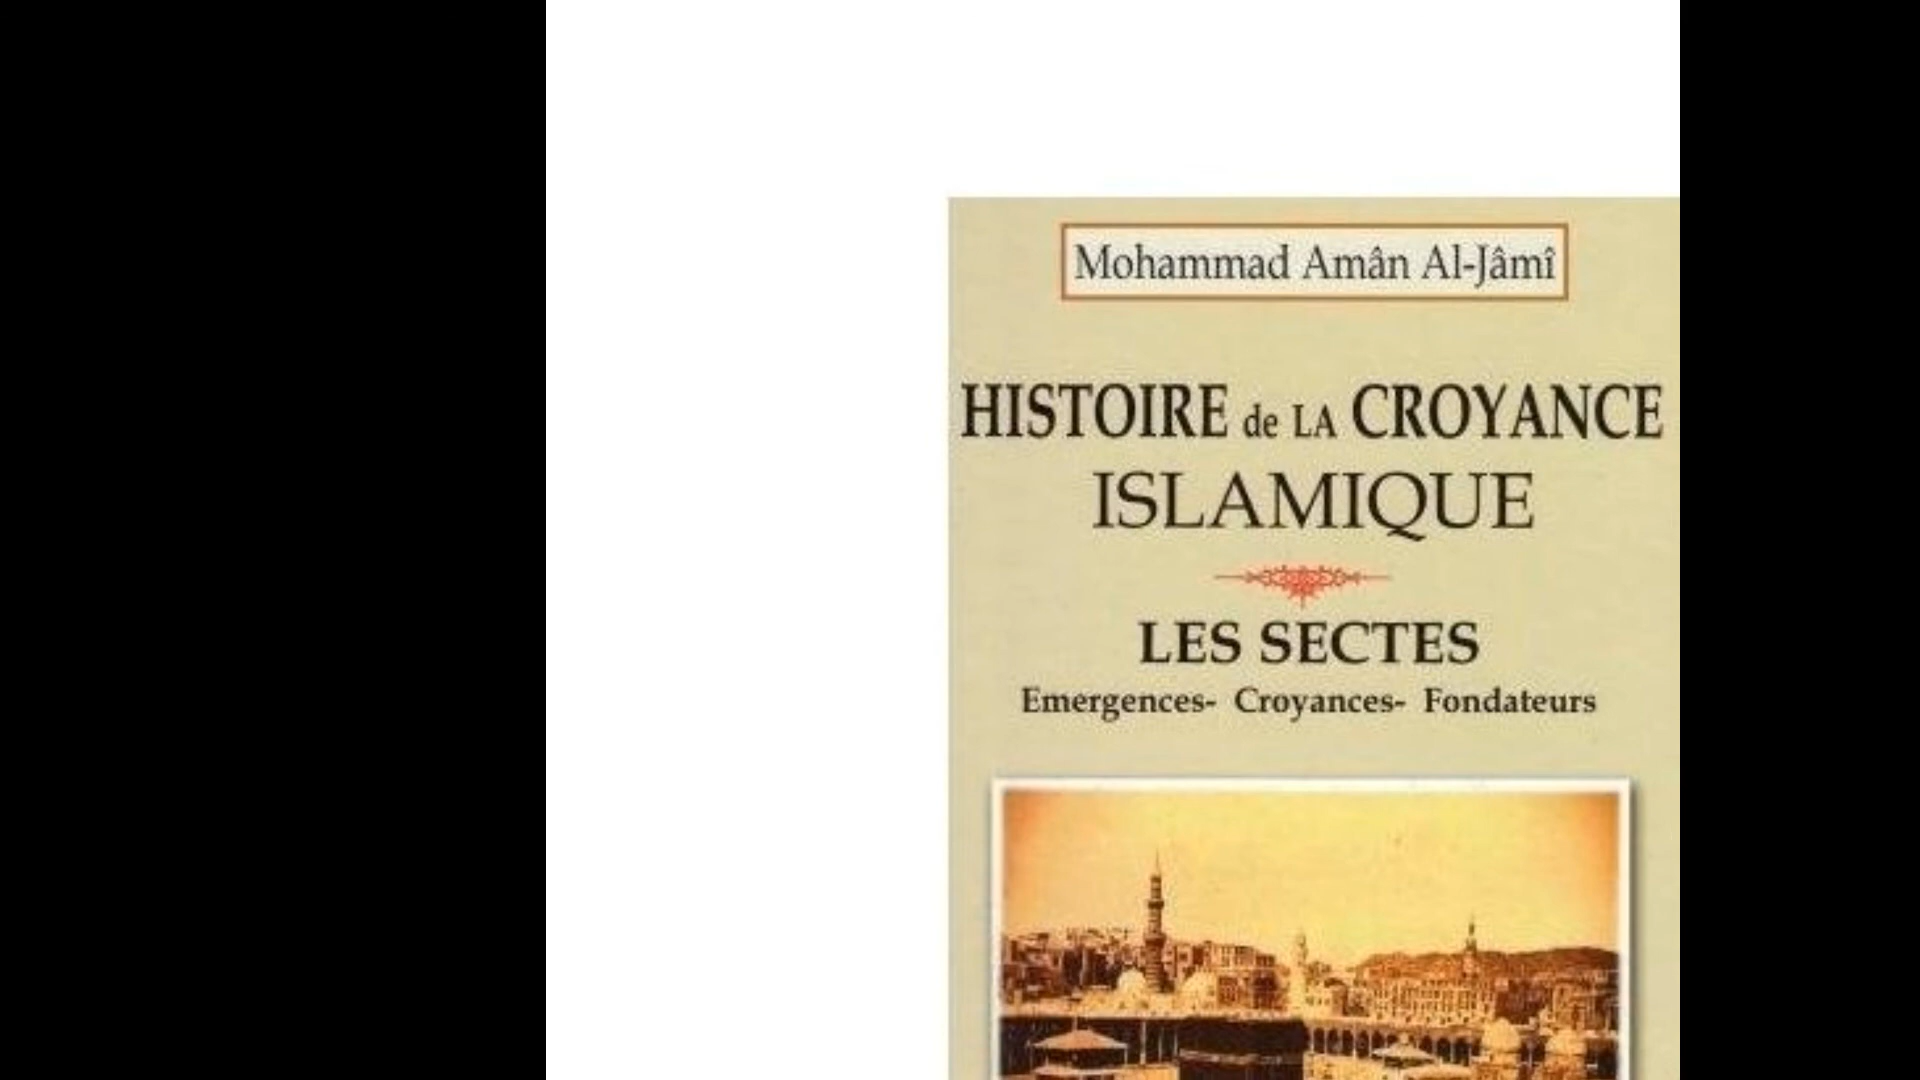 Mohammad Amân Al-Jâmî
HISTOIRE de LA CROYANCE
ISLAMIQUE
LES SECTES
Emergences- Croyances- Fondateurs